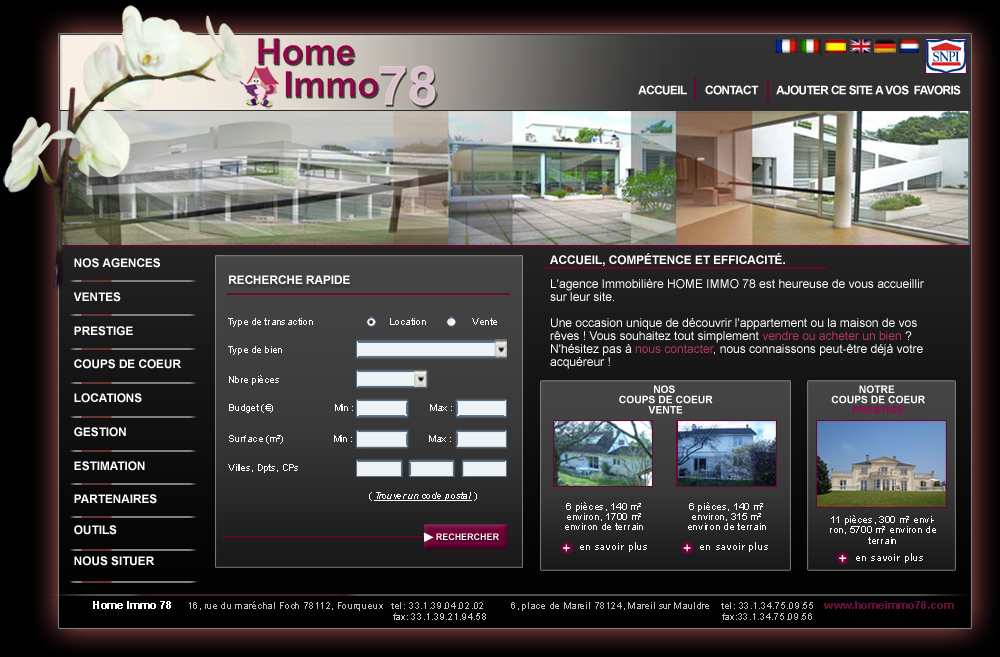 Home
Immo 78
SNPI
ACCUEIL
CONTACT
AJOUTER CE SITE A VOS FAVORIS
NOS AGENCES
VENTES
PRESTIGE
COUPS DE COEUR
LOCATIONS
GESTION
ESTIMATION
PARTENAIRES
OUTILS
NOUS SITUER
RECHERCHE RAPIDE
Type de transaction Location Vente
Type de bien
Nbre pièces
Budget (€) Min : Max :
Surface (m²) Min : Max :
Villes, Dpts, CPs
( Trouver un code postal )
RECHERCHER
ACCUEIL, COMPÉTENCE ET EFFICACITÉ.
L'agence Immobilière HOME IMMO 78 est heureuse de vous accueillir
sur leur site.
Une occasion unique de découvrir l'appartement ou la maison de vos
rêves ! Vous souhaitez tout simplement vendre ou acheter un bien ?
N'hésitez pas à nous contacter, nous connaissons peut-être déjà votre
acquéreur !
NOS
COUPS DE COEUR
VENTE
6 pièces, 140 m²
environ, 1700 m²
environ de terrain
en savoir plus
6 pièces, 140 m²
environ, 315 m²
environ de terrain
en savoir plus
NOTRE
COUPS DE COEUR
PRESTIGE
11 pièces, 300 m² envi-
ron, 5700 m² environ de
terrain
en savoir plus
Home Immo 78 16, rue du maréchal Foch 78112, Fourqueux tel: 33.1.39.04.02.02
fax: 33.1.39.21.94.58
6, place de Mareil 78124, Mareil sur Mauldre tel: 33.1.34.75.09.55
fax:33.1.34.75.09.56
www.homeimmo78.com